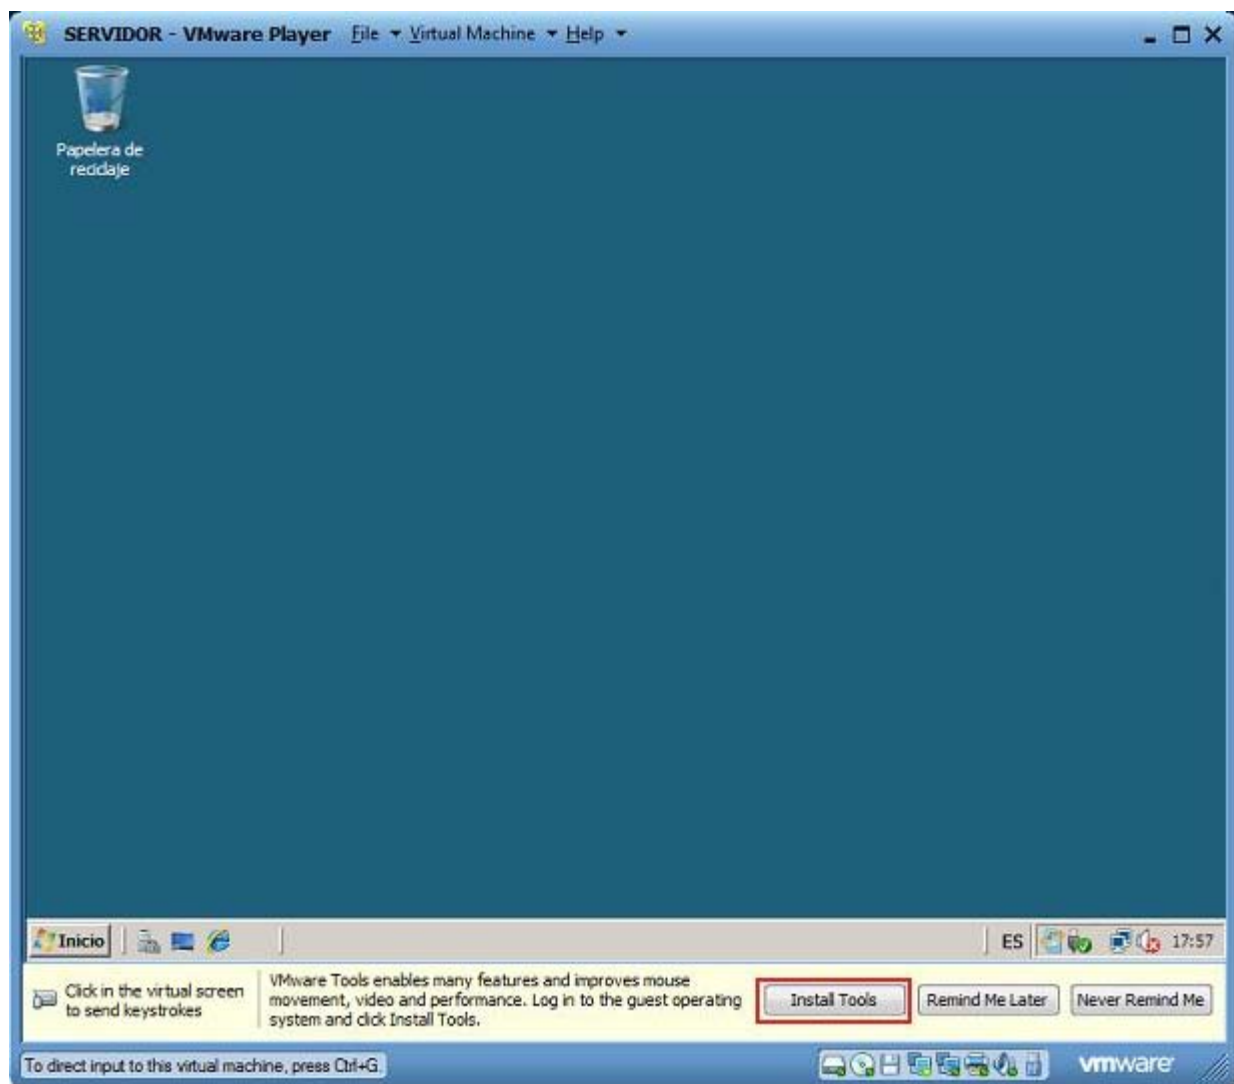 SERVIDOR - VMware Player File Virtual Machine Help
Papelera de
reciclaje
Inicio ES 17:57
Click in the virtual screen
to send keystrokes
VMware Tools enables many features and improves mouse
movement, video and performance. Log in to the guest operating
system and click Install Tools.
Install Tools Remind Me Later Never Remind Me
To direct input to this virtual machine, press Ctrl+G.
vmware